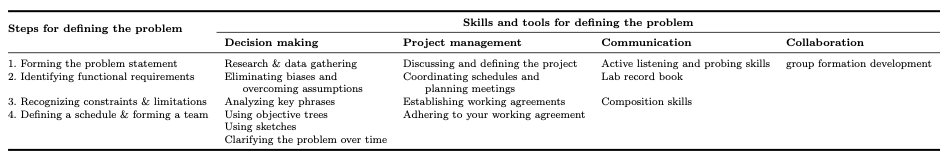 Steps for defining the problem Skills and tools for defining the problem
Decision making Project management Communication Collaboration
1. Forming the problem statement Research & data gathering Discussing and defining the project Active listening and probing skills group formation development
2. Identifying functional requirements Eliminating biases and Coordinating schedules and Lab record book
overcoming assumptions planning meetings
3. Recognizing constraints & limitations Analyzing key phrases Establishing working agreements Composition skills
4. Defining a schedule & forming a team Using objective trees Adhering to your working agreement
Using sketches
Clarifying the problem over time